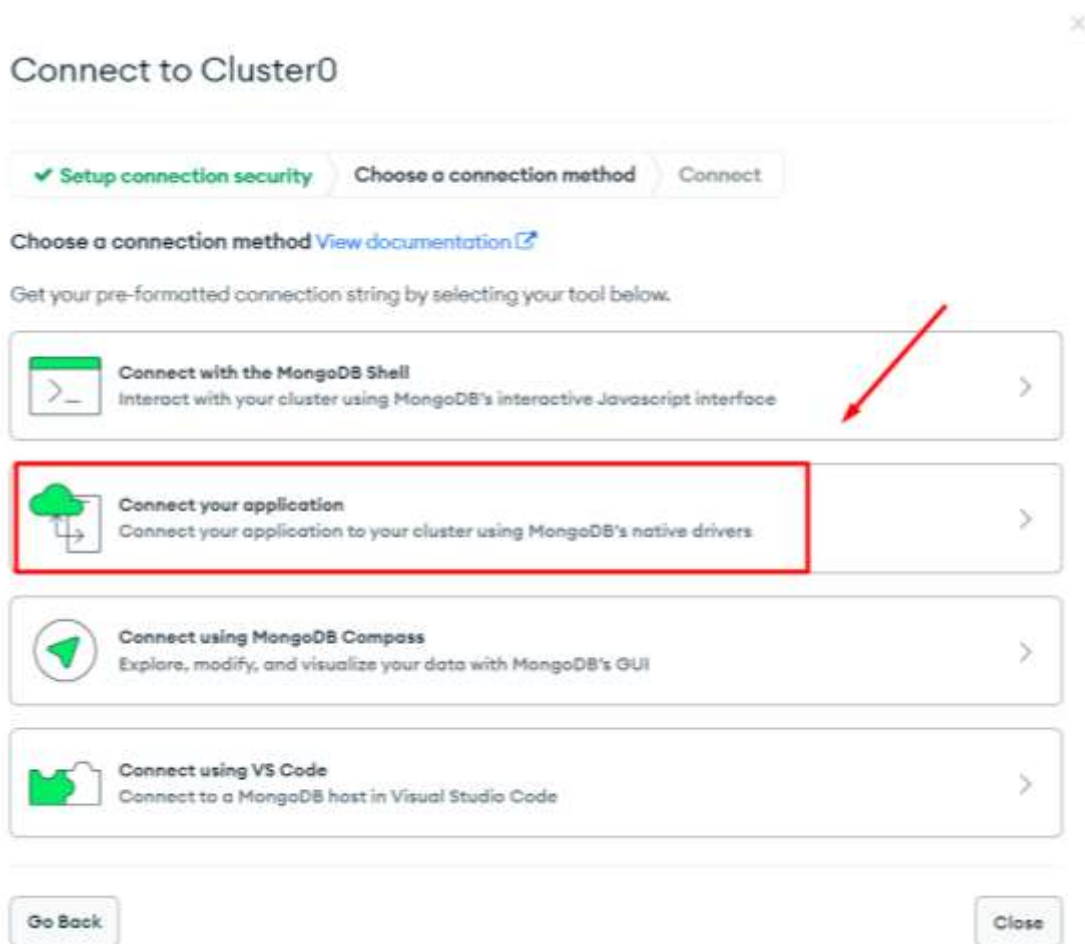 Connect to Cluster0
Setup connection security
Choose a connection method
Connect
Choose a connection method View documentation
Get your pre-formatted connection string by selecting your tool below.
Connect with the MongoDB Shell
Interact with your cluster using MongoDB's interactive Javascript interface
Connect your application
Connect your application to your cluster using MongoDB's native drivers
Connect using MongoDB Compass
Explore, modify, and visualize your data with MongoDB's GUI
Connect using VS Code
Connect to a MongoDB host in Visual Studio Code
Go Back
Close